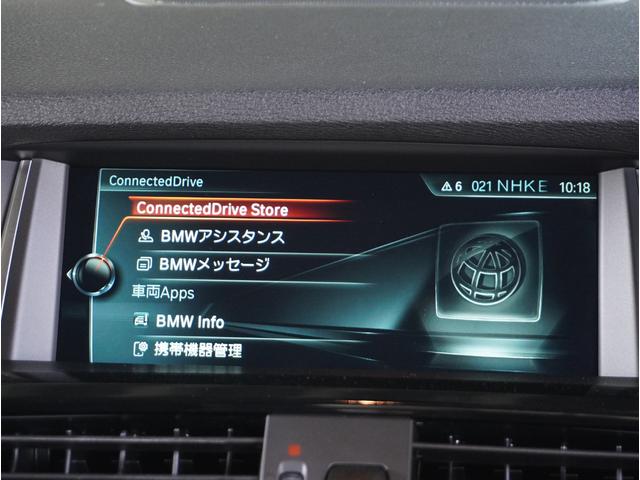 ConnectedDrive
6 021 NHK E 10:18
ConnectedDrive Store
BMWアシスタンス
BMWメッセージ
車両Apps
BMW Info
携帯機器管理